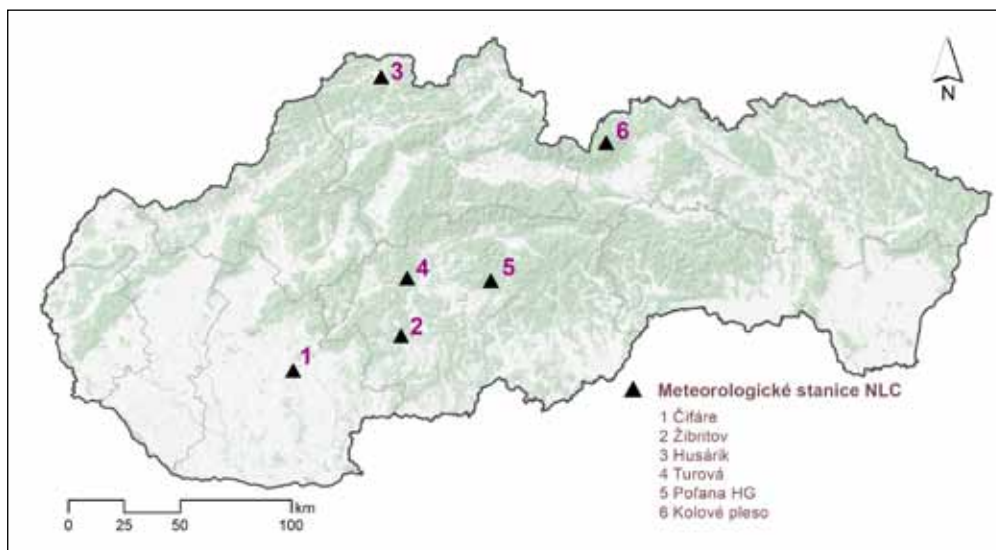 3
6
N
4
5
2
1
Meteorologické stanice NLC
1 Čifáre
2 Žibritov
3 Husárik
4 Turová
5 Poľana HG
6 Kolové pleso
km
0 25 50 100